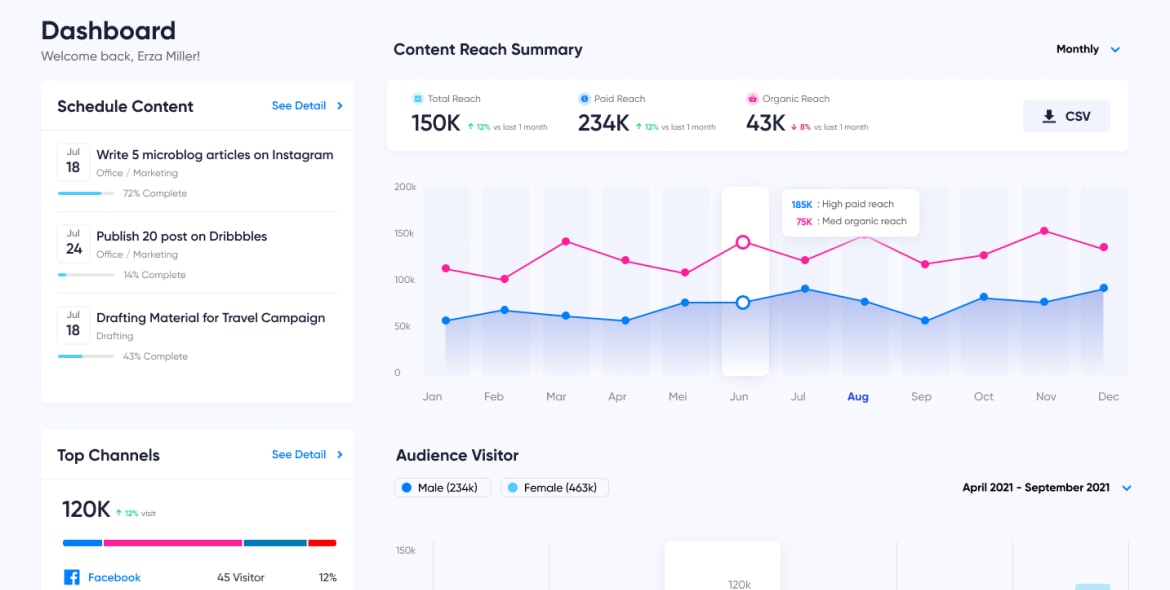 Dashboard
Welcome back, Erza Miller!
Schedule Content
See Detail
Jul
18
Write 5 microblog articles on Instagram
Office / Marketing
72% Complete
Jul
24
Publish 20 post on Dribbbles
Office / Marketing
14% Complete
Jul
18
Drafting Material for Travel Campaign
Drafting
43% Complete
Top Channels
See Detail
120K
12% visit
Facebook
45 Visitor
12%
Content Reach Summary
Monthly
Total Reach
150K
12% vs last 1 month
Paid Reach
234K
12% vs last 1 month
Organic Reach
43K
8% vs last 1 month
CSV
200k
150k
100k
50k
0
185K : High paid reach
75K : Med organic reach
Jan
Feb
Mar
Apr
Mei
Jun
Jul
Aug
Sep
Oct
Nov
Dec
Audience Visitor
Male (234k)
Female (463k)
April 2021 - September 2021
150k
120k